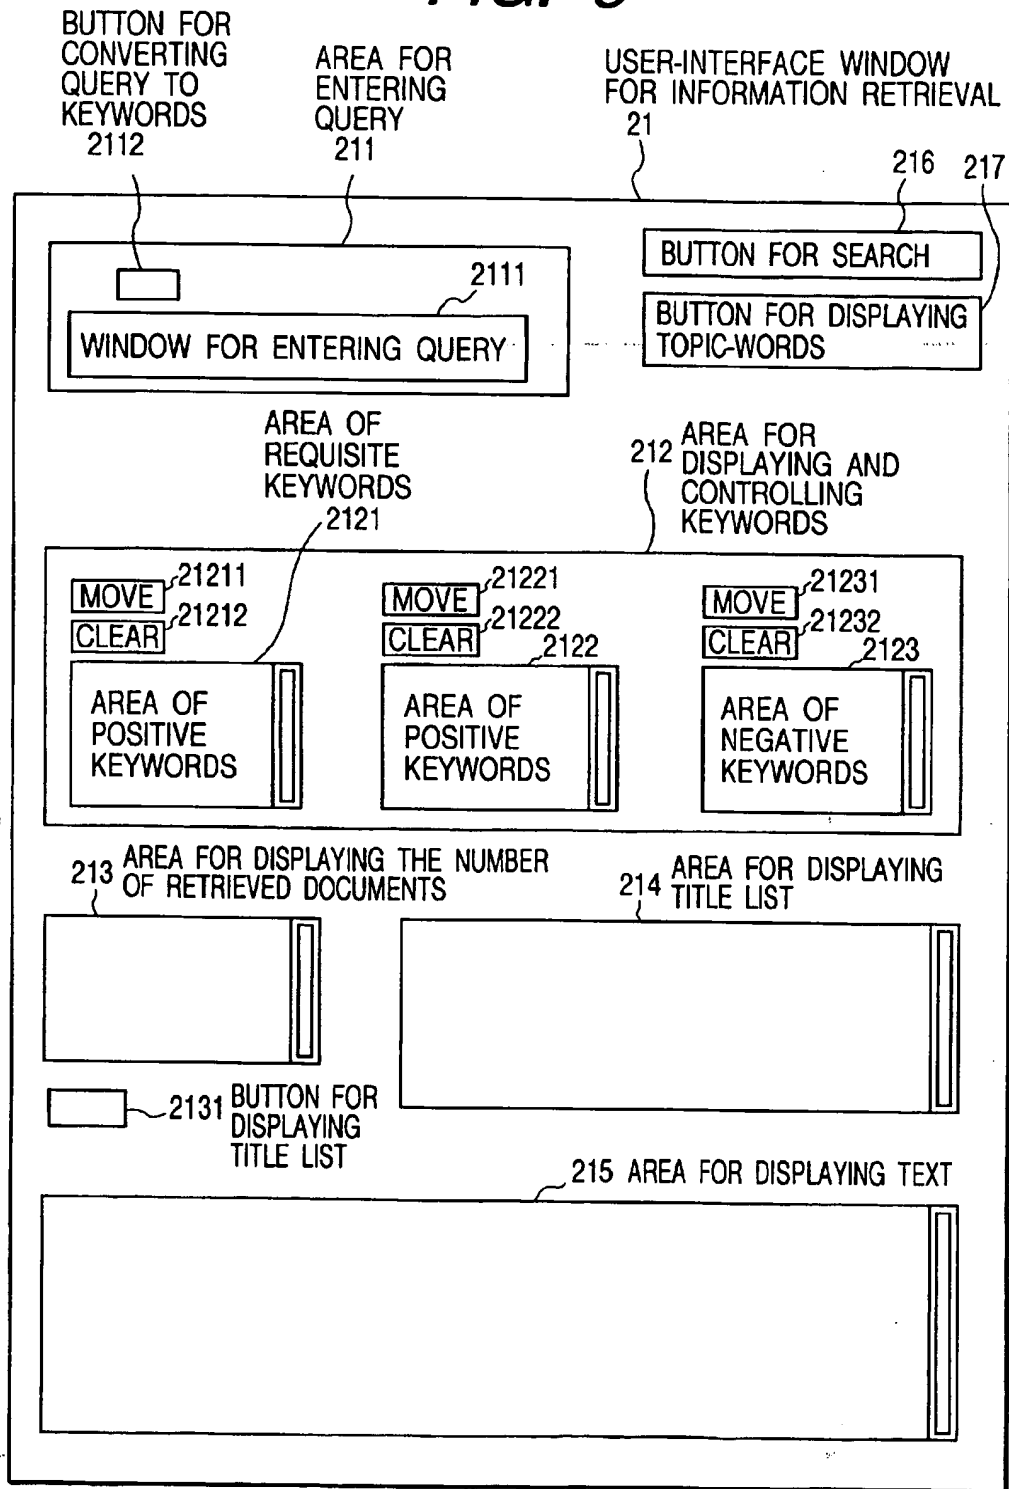 BUTTON FOR
CONVERTING
QUERY TO
KEYWORDS
2112
AREA FOR
ENTERING
QUERY
211
USER-INTERFACE WINDOW
FOR INFORMATION RETRIEVAL
21
216
217
BUTTON FOR SEARCH
2111
WINDOW FOR ENTERING QUERY
BUTTON FOR DISPLAYING
TOPIC-WORDS
AREA OF
REQUISITE
KEYWORDS
2121
212
AREA FOR
DISPLAYING AND
CONTROLLING
KEYWORDS
MOVE 21211
CLEAR 21212
AREA OF
POSITIVE
KEYWORDS
MOVE 21221
CLEAR 21222
2122
AREA OF
POSITIVE
KEYWORDS
MOVE 21231
CLEAR 21232
2123
AREA OF
NEGATIVE
KEYWORDS
213 AREA FOR DISPLAYING THE NUMBER
OF RETRIEVED DOCUMENTS
214 AREA FOR DISPLAYING
TITLE LIST
2131 BUTTON FOR
DISPLAYING
TITLE LIST
215 AREA FOR DISPLAYING TEXT